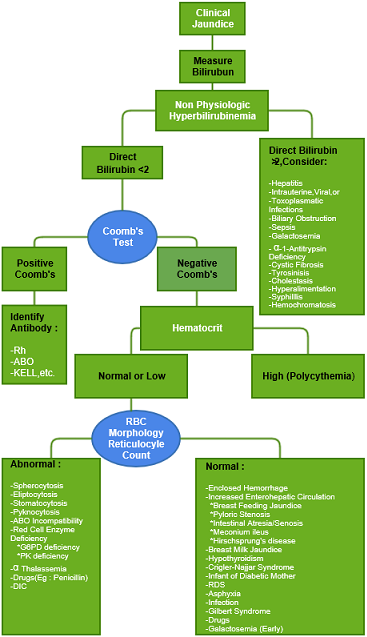 Clinical
Jaundice
Measure
Bilirubun
Non Physiologic
Hyperbilirubinemia
Direct
Bilirubin <2
Direct Bilirubin
>2,Consider:
-Hepatitis
-Intrauterine,Viral,or
-Toxoplasmatic
Infections
-Biliary Obstruction
-Sepsis
-Galactosemia
-α-1-Antitrypsin
Deficiency
-Cystic Fibrosis
-Tyrosinisis
-Cholestasis
-Hyperalimentation
-Syphillis
-Hemochromatosis
Coomb's
Test
Positive
Coomb's
Negative
Coomb's
Identify
Antibody :
-Rh
-ABO
-KELL,etc.
Hematocrit
Normal or Low
High (Polycythemia)
RBC
Morphology
Reticulocyle
Count
Abnormal :
-Spherocytosis
-Eliptocytosis
-Stomatocytosis
-Pyknocytosis
-ABO Incompatibility
-Red Cell Enzyme
Deficiency
*G6PD deficiency
*PK deficiency
-α Thalassemia
-Drugs(Eg : Penicillin)
-DIC
Normal :
-Enclosed Hemorrhage
-Increased Enterohepatic Circulation
*Breast Feeding Jaundice
*Pyloric Stenosis
*Intestinal Atresia/Senosis
*Meconium ileus
*Hirschsprung's disease
-Breast Milk Jaundice
-Hypothyroidism
-Crigler-Najjar Syndrome
-Infant of Diabetic Mother
-RDS
-Asphyxia
-Infection
-Gilbert Syndrome
-Drugs
-Galactosemia (Early)